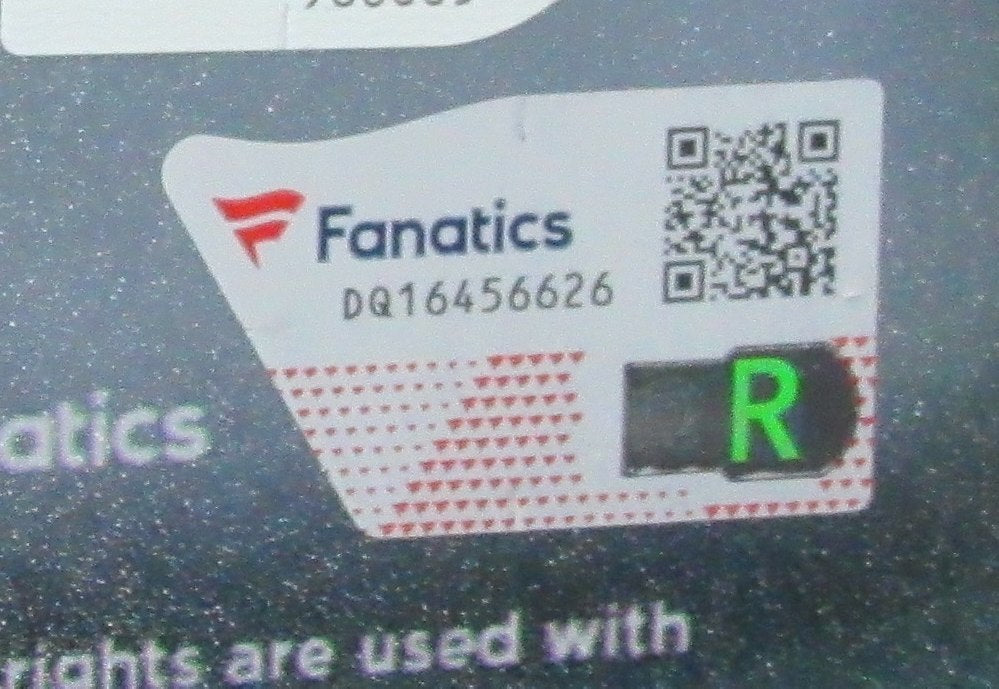 Fanatics
DQ16456626
R
atics
rights are used with